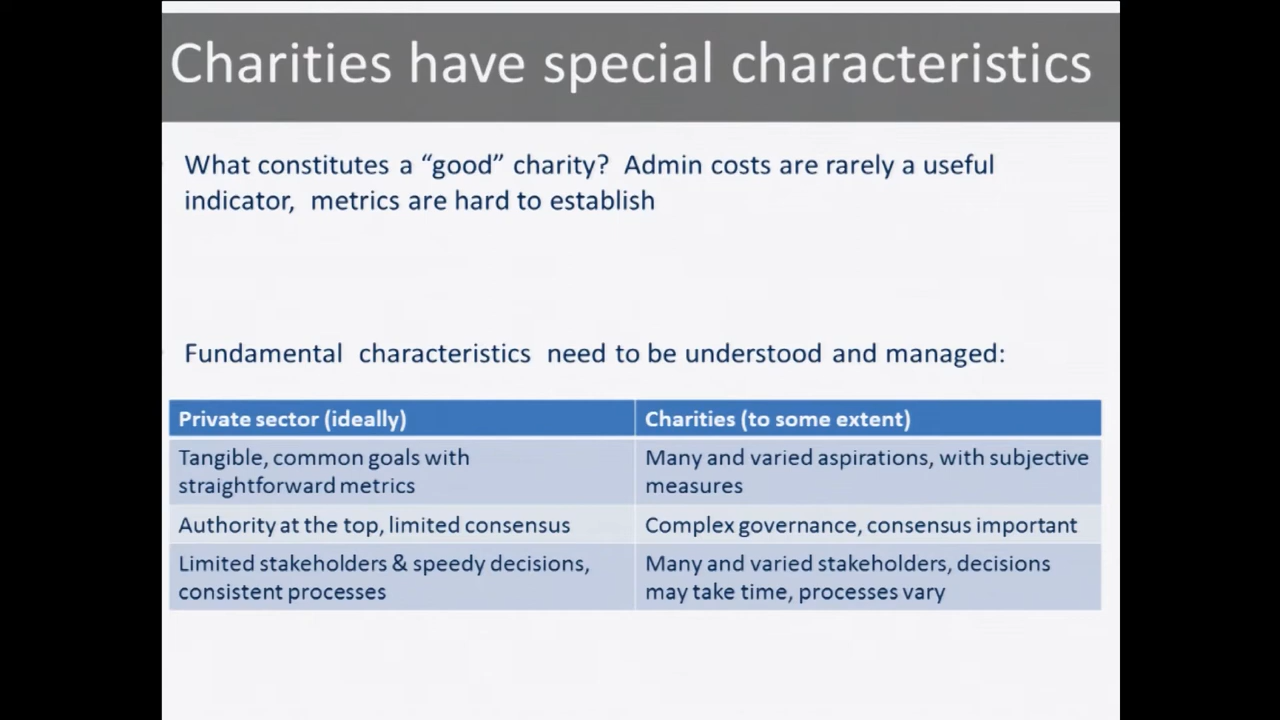 Charities have special characteristics
What constitutes a “good” charity?  Admin costs are rarely a useful
indicator,  metrics are hard to establish
Fundamental  characteristics  need to be understood and managed:
Private sector (ideally)
Charities (to some extent)
Tangible, common goals with
straightforward metrics
Many and varied aspirations, with subjective
measures
Authority at the top, limited consensus
Complex governance, consensus important
Limited stakeholders & speedy decisions,
consistent processes
Many and varied stakeholders, decisions
may take time, processes vary